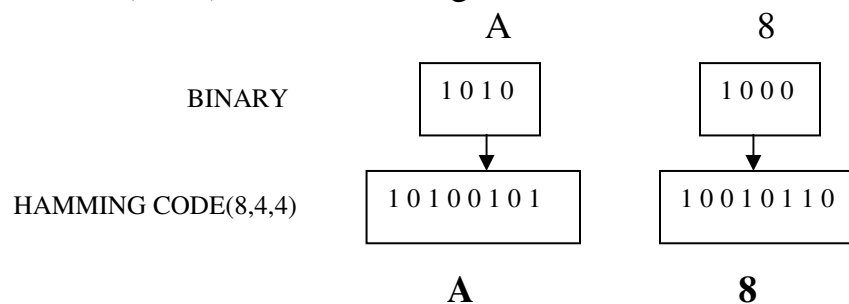 A 8
BINARY 1 0 1 0 1 0 0 0
HAMMING CODE(8,4,4) 1 0 1 0 0 1 0 1 1 0 0 1 0 1 1 0
A 8